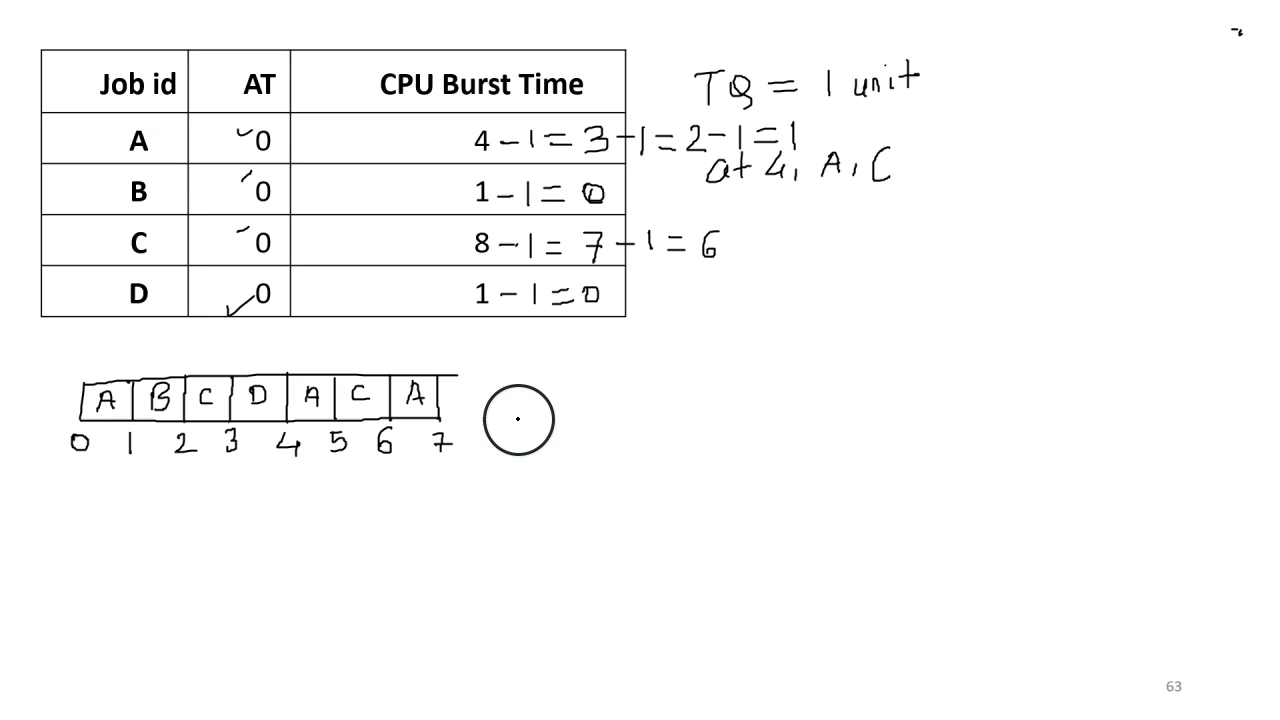 Job id AT CPU Burst Time
TQ = 1 unit
A 0 4 - 1 = 3 - 1 = 2 - 1 = 1
at 4, A, C
B 0 1 - 1 = 0
C 0 8 - 1 = 7 - 1 = 6
D 0 1 - 1 = 0
A B C D A C A
0 1 2 3 4 5 6 7
63